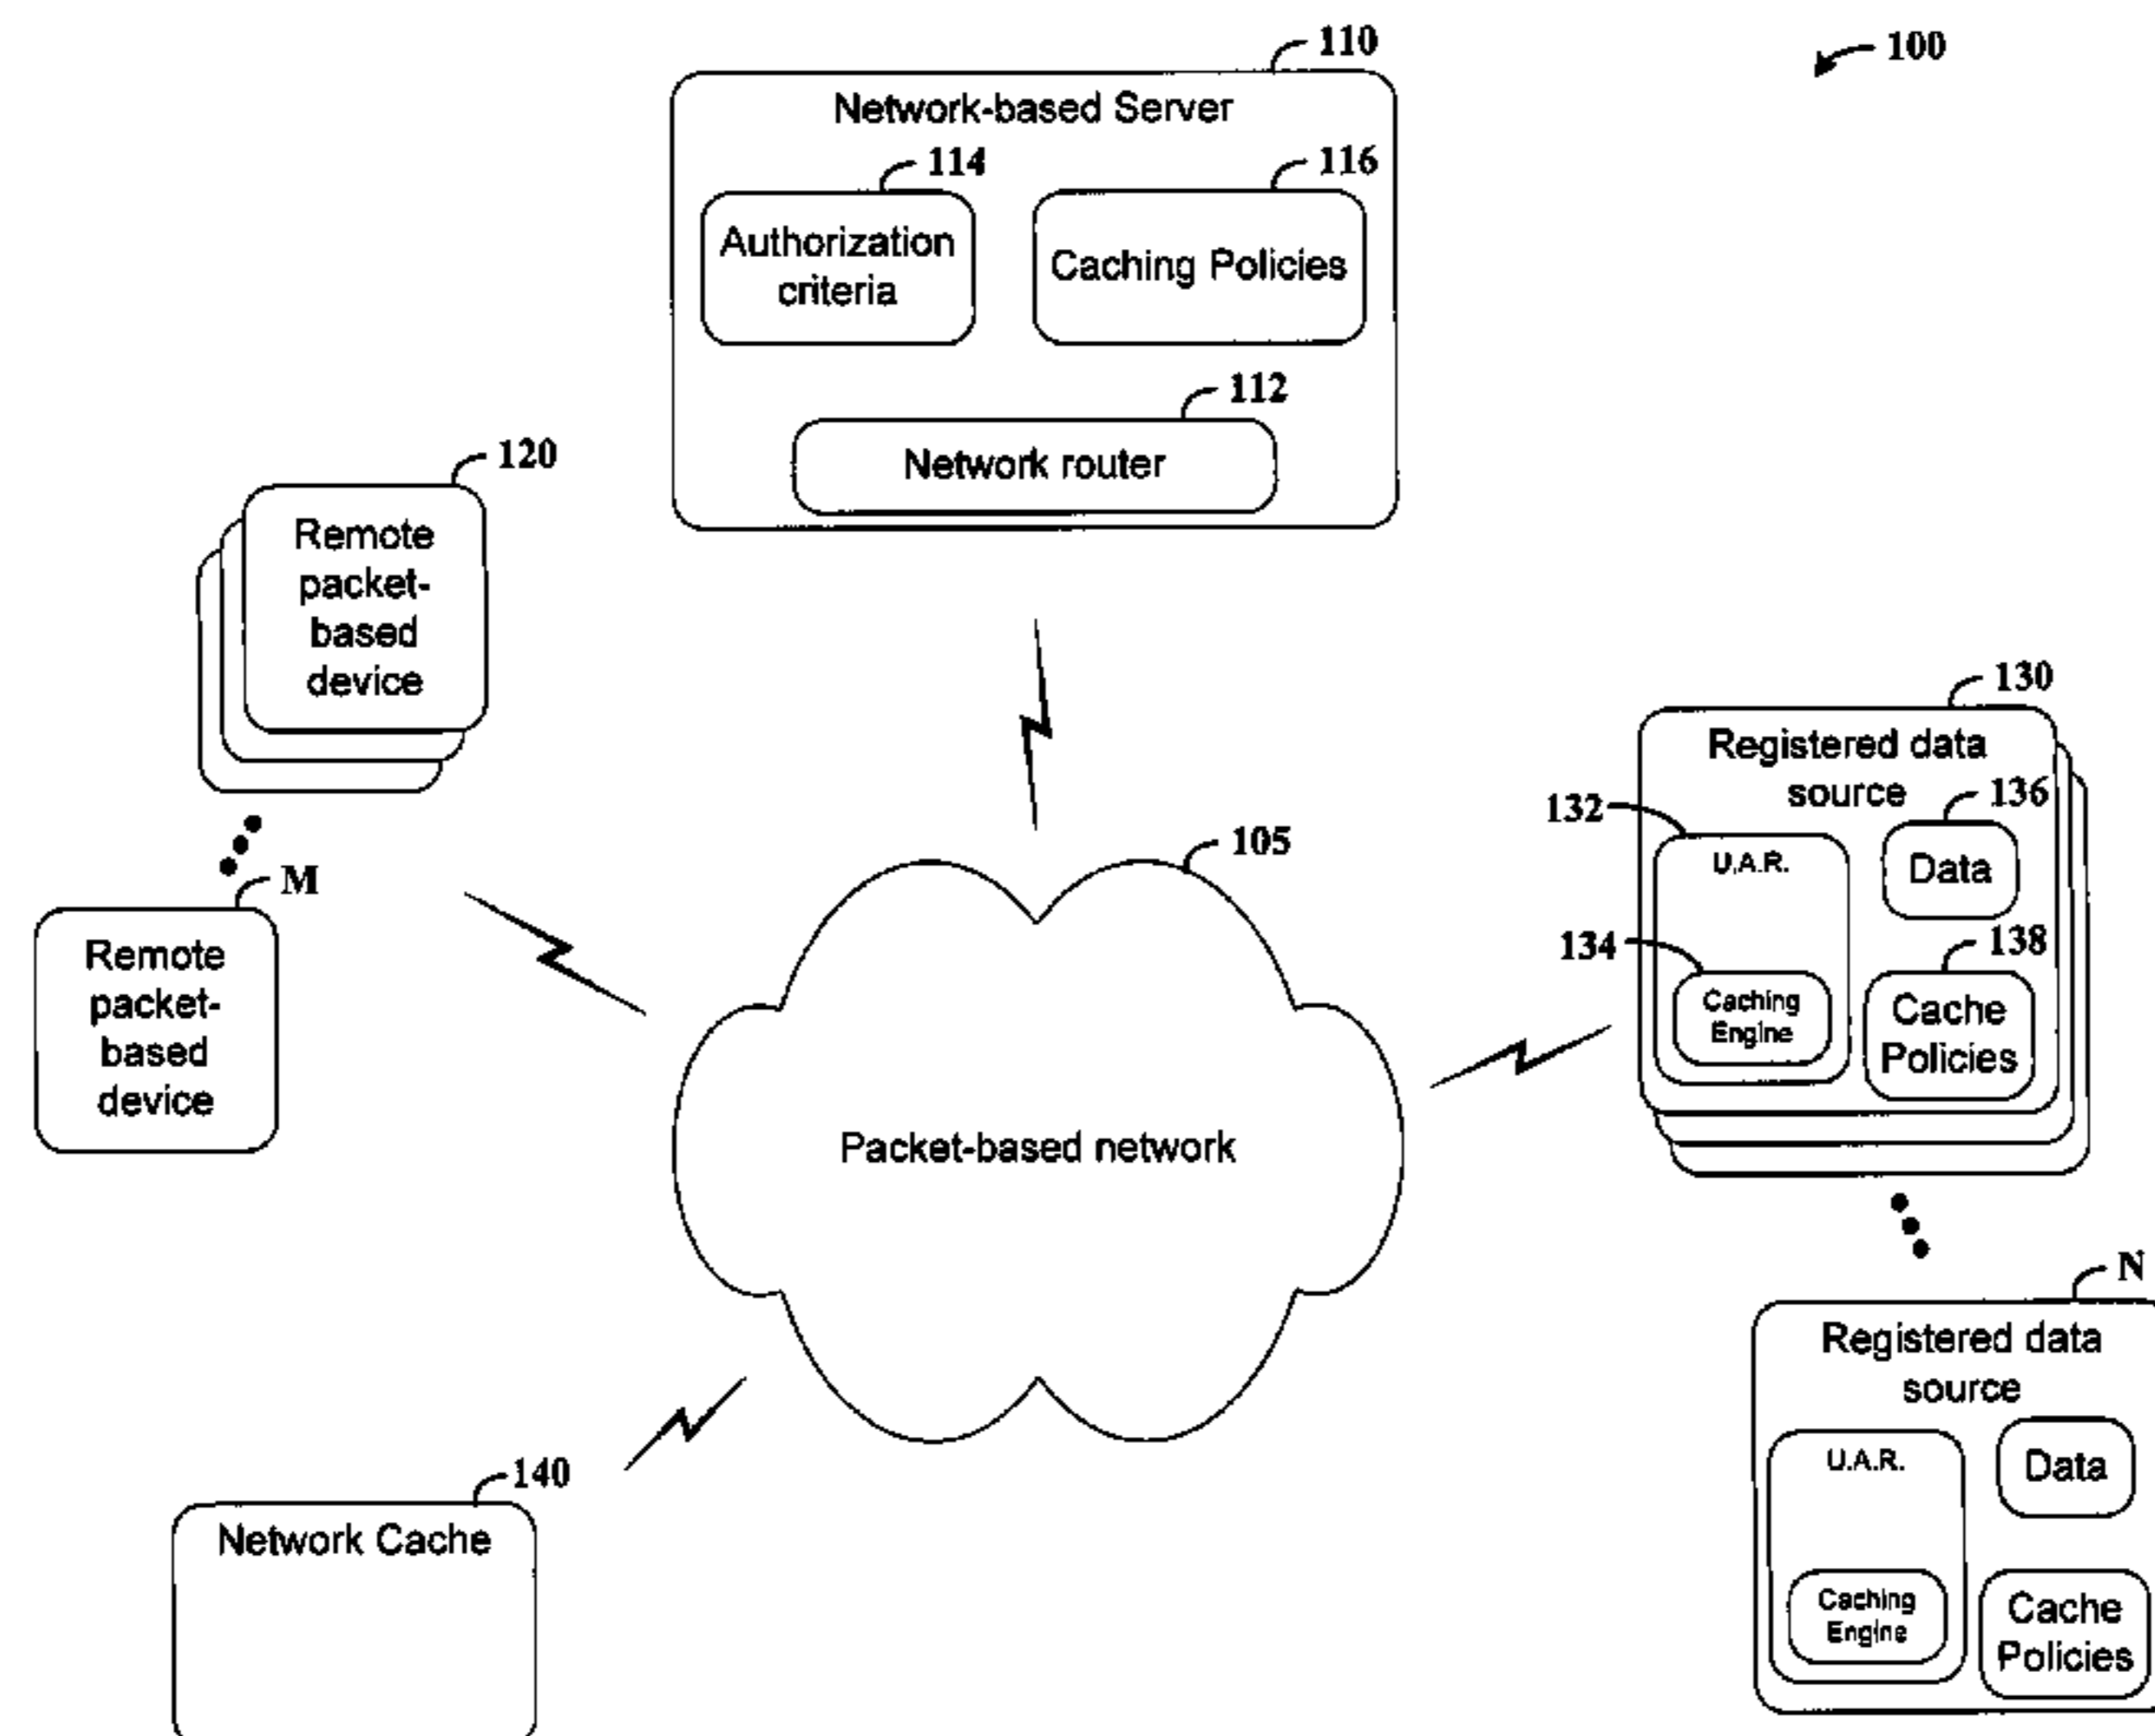 110
100
Network-based Server
114
116
Authorization
criteria
Caching Policies
112
Network router
120
Remote
packet-
based
device
M
Remote
packet-
based
device
105
Packet-based network
130
Registered data
source
132
136
U.A.R.
Data
134
138
Caching
Engine
Cache
Policies
N
Registered data
source
U.A.R.
Data
Caching
Engine
Cache
Policies
140
Network Cache